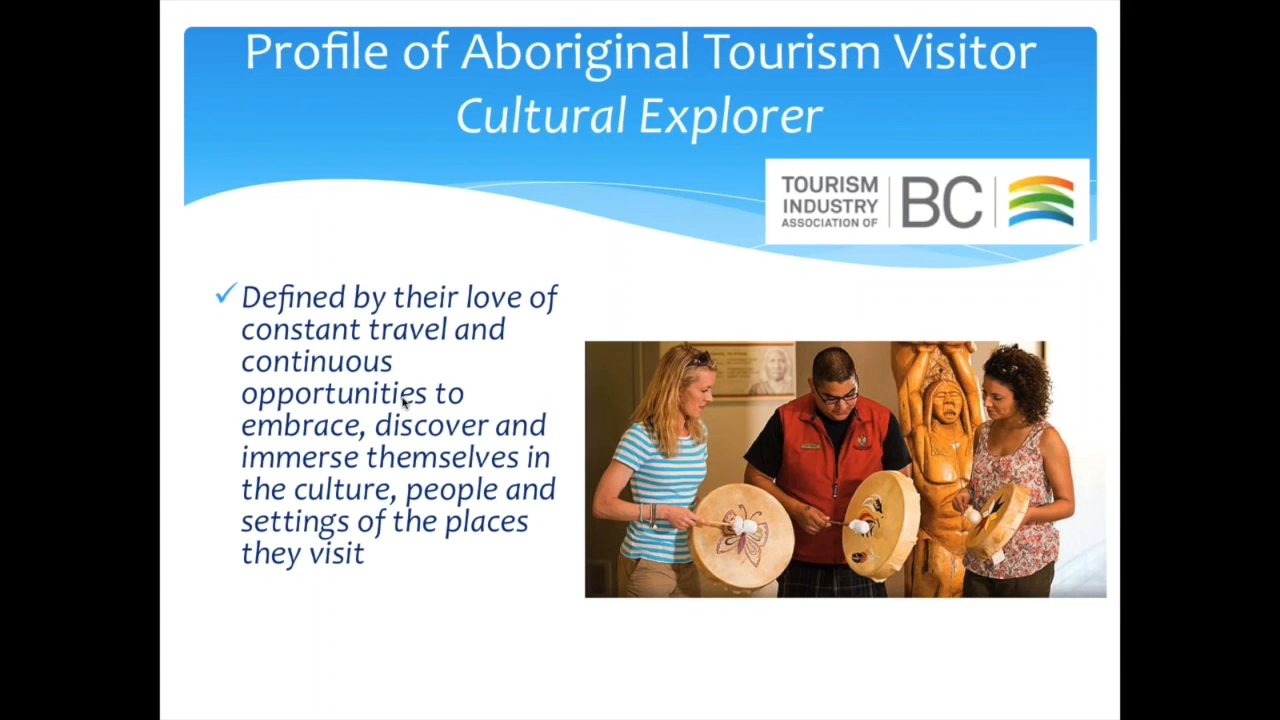 Profile of Aboriginal Tourism Visitor
Cultural Explorer
TOURISM
INDUSTRY
ASSOCIATION OF
BC
Defined by their love of
constant travel and
continuous
opportunities to
embrace, discover and
immerse themselves in
the culture, people and
settings of the places
they visit